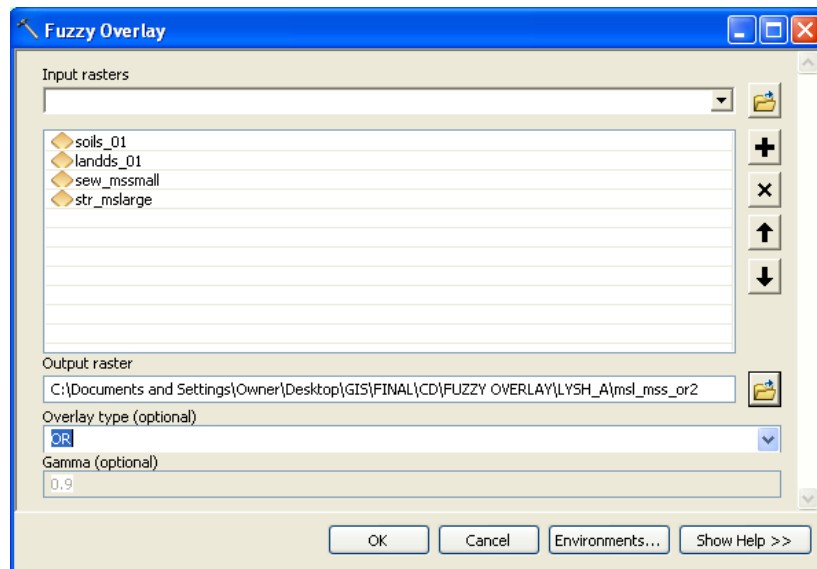 Fuzzy Overlay
Input rasters
soils_01
landds_01
sew_mssmall
str_mslarge
Output raster
C:\Documents and Settings\Owner\Desktop\GIS\FINAL\CD\FUZZY OVERLAY\LYSH_A\msl_mss_or2
Overlay type (optional)
OR
Gamma (optional)
0.9
OK Cancel Environments... Show Help >>